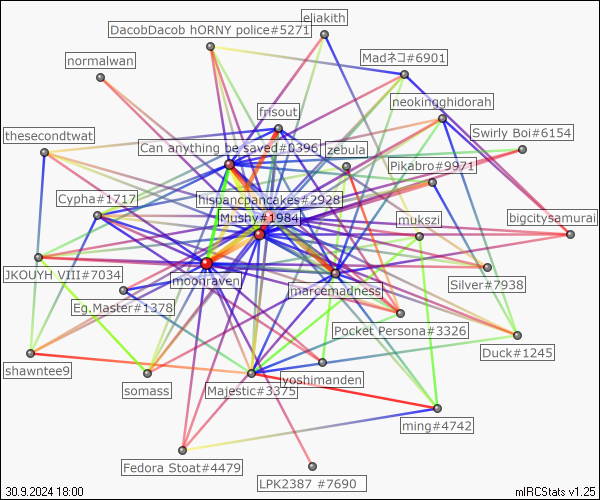 eliakith
DacobDacob hORNY police#5271
Madネコ#6901
normalwan
neokingghidorah
frisout
Swirly Boi#6154
thesecondtwat
Can anything be saved#0396
zebula
Pikabro#9971
Cypha#1717
hispancpancakes#2928
Mushy#1984
mukszi
bigcitysamurai
JKOUYH VIII#7034
moonraven
marcemadness
Silver#7938
Eg.Master#1378
Pocket Persona#3326
Duck#1245
shawntee9
somass
Majestic#3375
yoshimanden
ming#4742
Fedora Stoat#4479
LPK2387 #7690
30.9.2024 18:00
mIRCStats v1.25